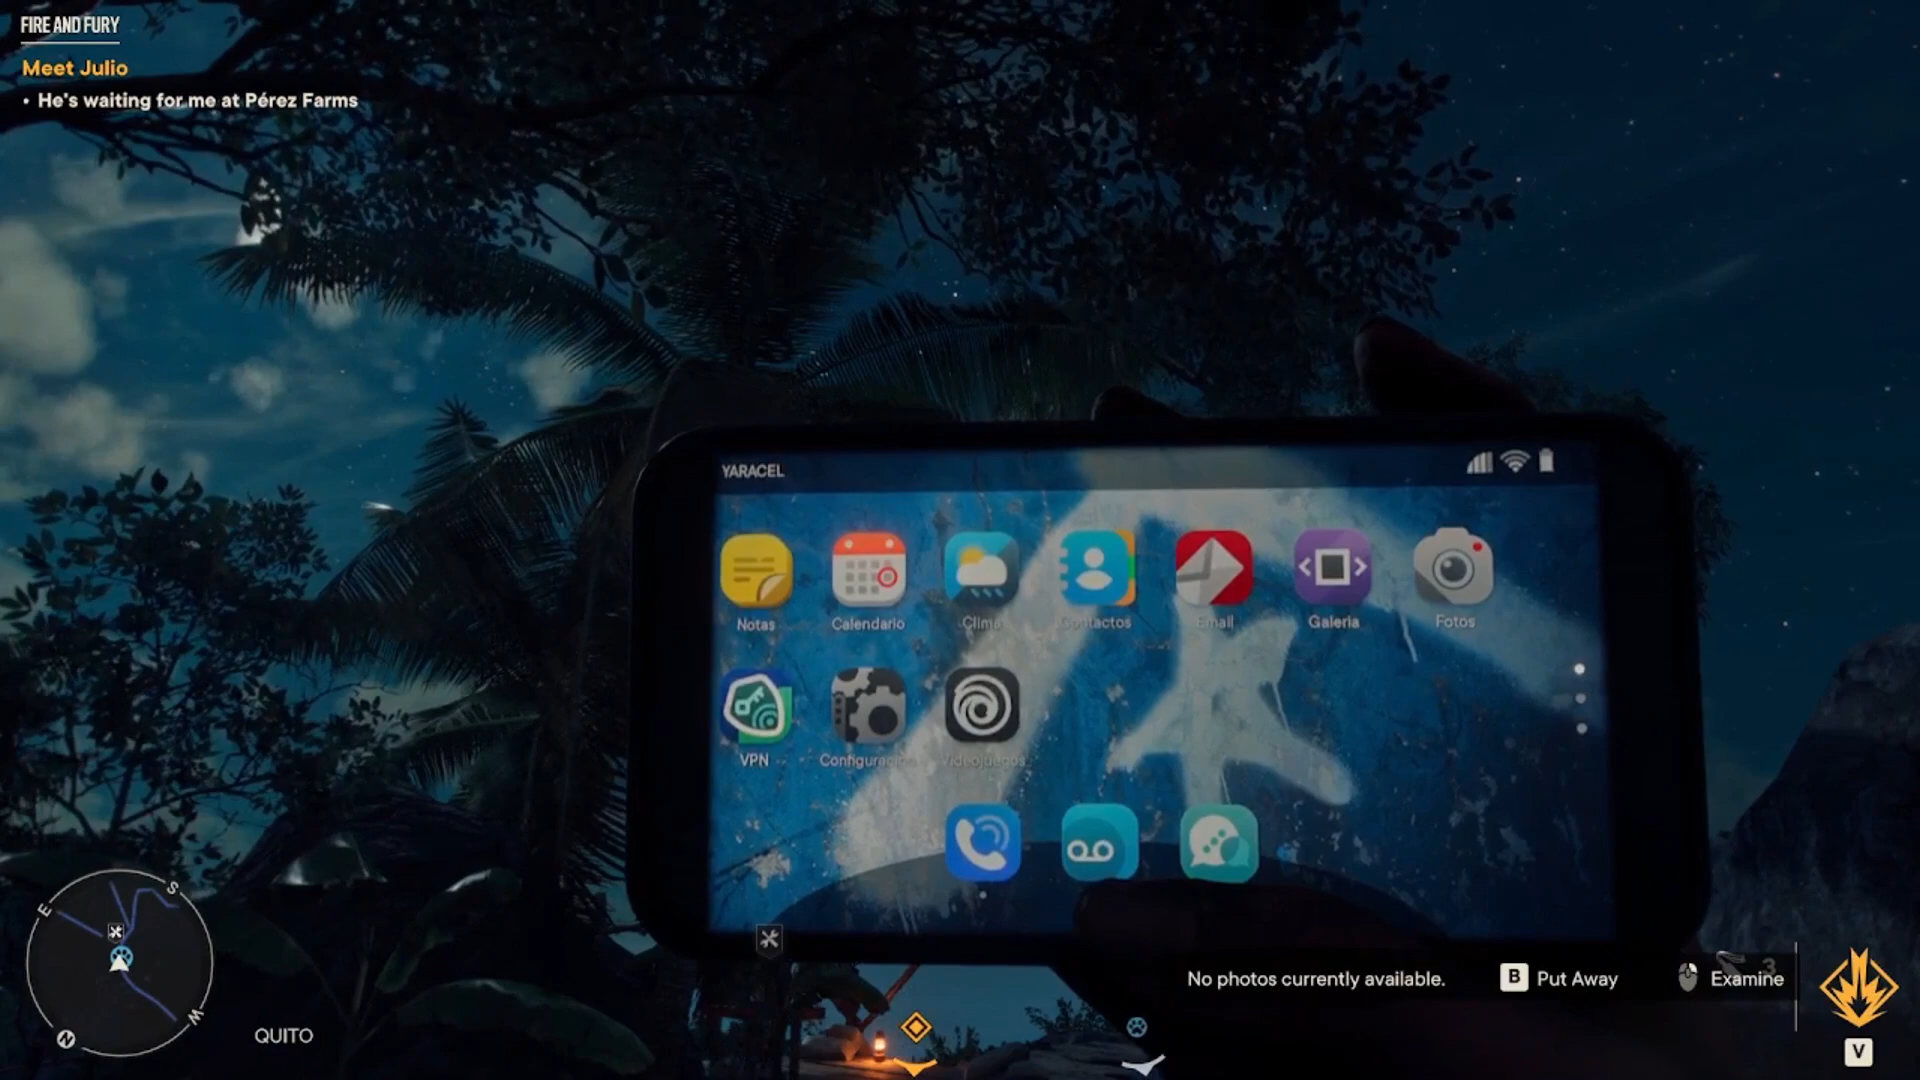 FIRE AND FURY
Meet Julio
• He's waiting for me at Pérez Farms
YARACEL
Notas
Calendario
Clima
Contactos
Email
Galeria
Fotos
VPN
Videojuegos
No photos currently available.
B Put Away
Examine
3
S
E
W
N
QUITO
V